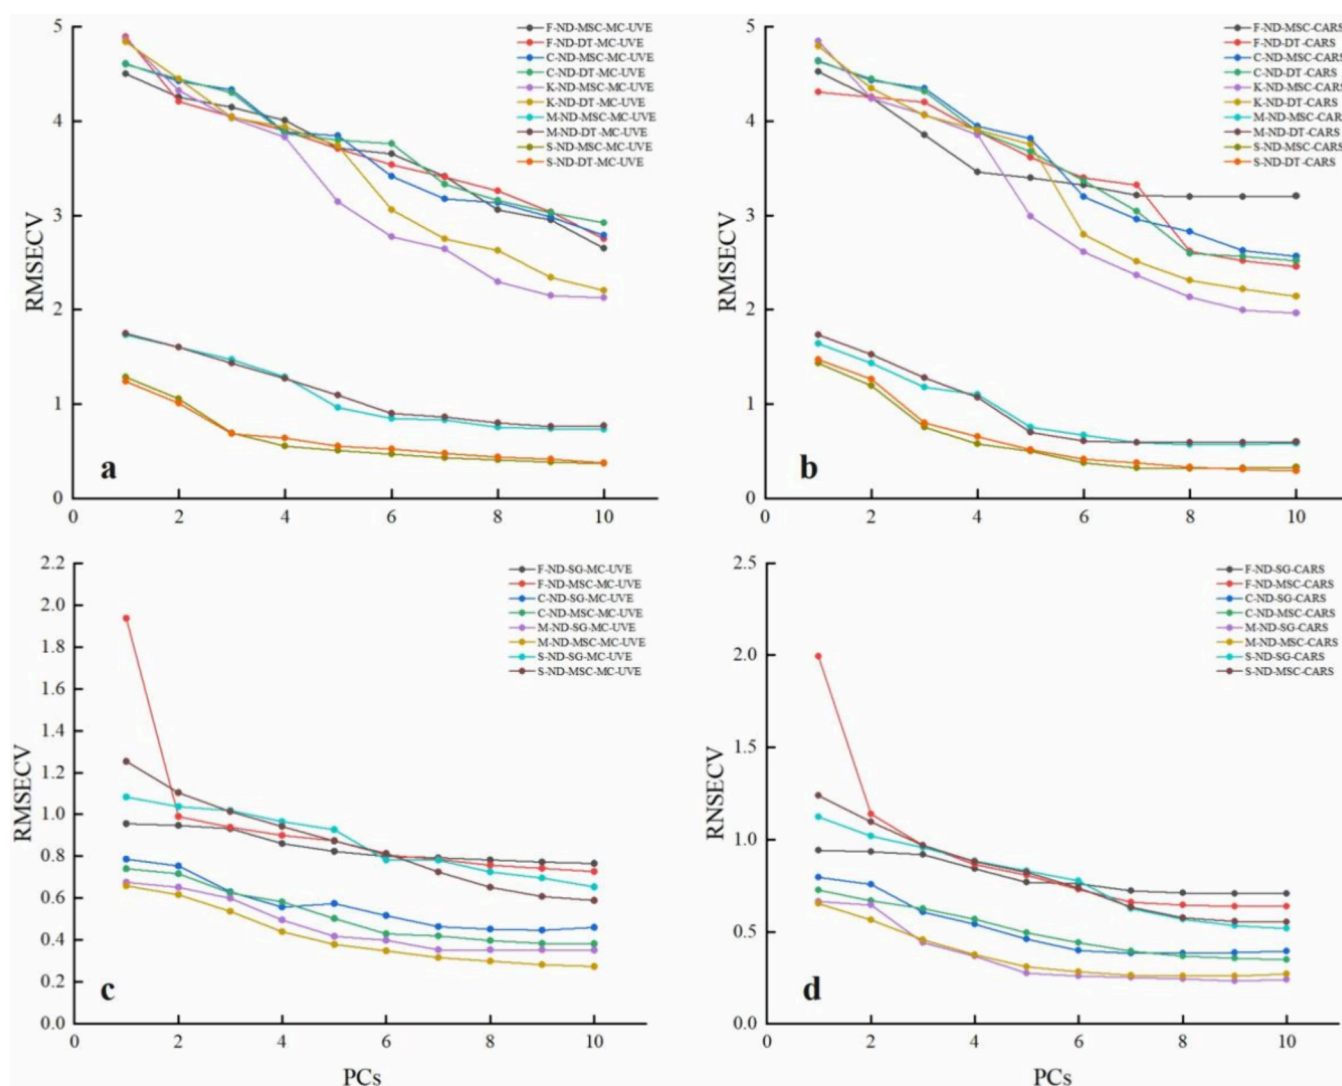 5
4
3
2
1
0
RMSECV
F-ND-MSC-MC-UVE
F-ND-DT-MC-UVE
C-ND-MSC-MC-UVE
C-ND-DT-MC-UVE
K-ND-MSC-MC-UVE
K-ND-DT-MC-UVE
M-ND-MSC-MC-UVE
M-ND-DT-MC-UVE
S-ND-MSC-MC-UVE
S-ND-DT-MC-UVE
a
0 2 4 6 8 10
5
4
3
2
1
0
RMSECV
F-ND-MSC-CARS
F-ND-DT-CARS
C-ND-MSC-CARS
C-ND-DT-CARS
K-ND-MSC-CARS
K-ND-DT-CARS
M-ND-MSC-CARS
M-ND-DT-CARS
S-ND-MSC-CARS
S-ND-DT-CARS
b
0 2 4 6 8 10
2.2
2.0
1.8
1.6
1.4
1.2
1.0
0.8
0.6
0.4
0.2
0.0
RMSECV
F-ND-SG-MC-UVE
F-ND-MSC-MC-UVE
C-ND-SG-MC-UVE
C-ND-MSC-MC-UVE
M-ND-SG-MC-UVE
M-ND-MSC-MC-UVE
S-ND-SG-MC-UVE
S-ND-MSC-MC-UVE
c
0 2 4 6 8 10
PCs
2.5
2.0
1.5
1.0
0.5
0.0
RNSECV
F-ND-SG-CARS
F-ND-MSC-CARS
C-ND-SG-CARS
C-ND-MSC-CARS
M-ND-SG-CARS
M-ND-MSC-CARS
S-ND-SG-CARS
S-ND-MSC-CARS
d
0 2 4 6 8 10
PCs